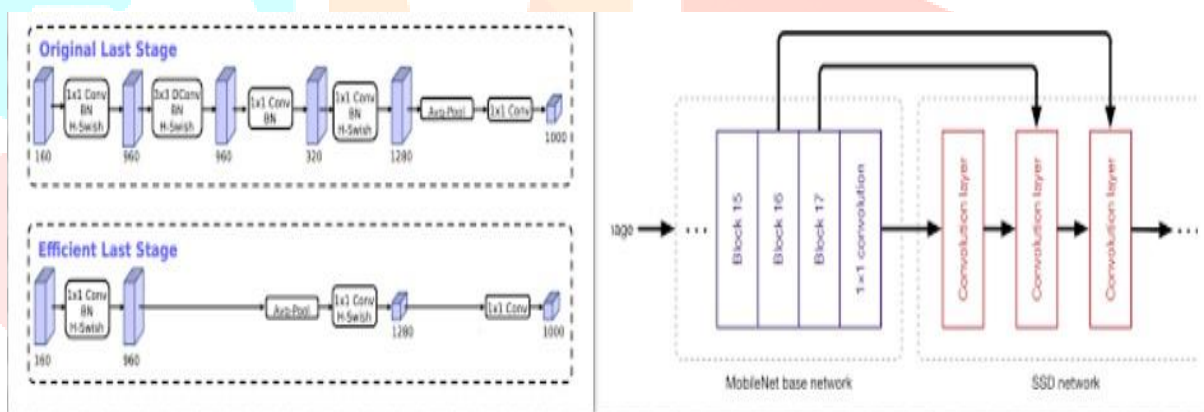 Original Last Stage
1x1 Conv
BN
H-Swish
3x3 DConv
BN
H-Swish
1x1 Conv
BN
1x1 Conv
BN
H-Swish
Avg-Pool
1x1 Conv
160
960
960
320
1280
1000
Efficient Last Stage
1x1 Conv
BN
H-Swish
Avg-Pool
1x1 Conv
H-Swish
1x1 Conv
160
960
1280
1000
nage
...
Block 15
Block 16
Block 17
1×1 convolution
Convolution layer
Convolution layer
Convolution layer
...
MobileNet base network
SSD network